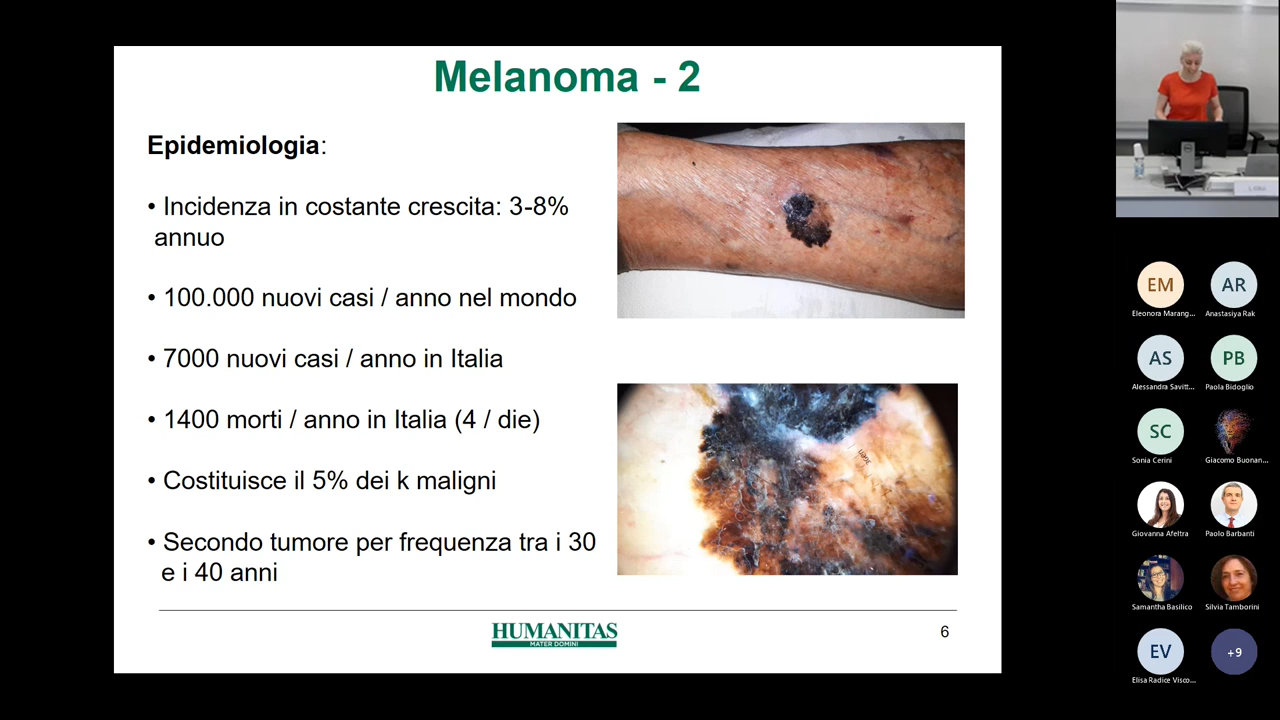 Melanoma - 2
Epidemiologia:
• Incidenza in costante crescita: 3-8%
annuo
• 100.000 nuovi casi / anno nel mondo
• 7000 nuovi casi / anno in Italia
• 1400 morti / anno in Italia (4 / die)
• Costituisce il 5% dei k maligni
• Secondo tumore per frequenza tra i 30
e i 40 anni
HUMANITAS
MATER DOMINI
6
EM
AR
Eleonora Marang...
Anastasiya Rak
AS
PB
Alessandra Savitt...
Paola Bidoglio
SC
Sonia Cerini
Giacomo Buonan...
Giovanna Afeltra
Paolo Barbanti
Samantha Basilico
Silvia Tamborini
EV
+9
Elisa Radice Visco...